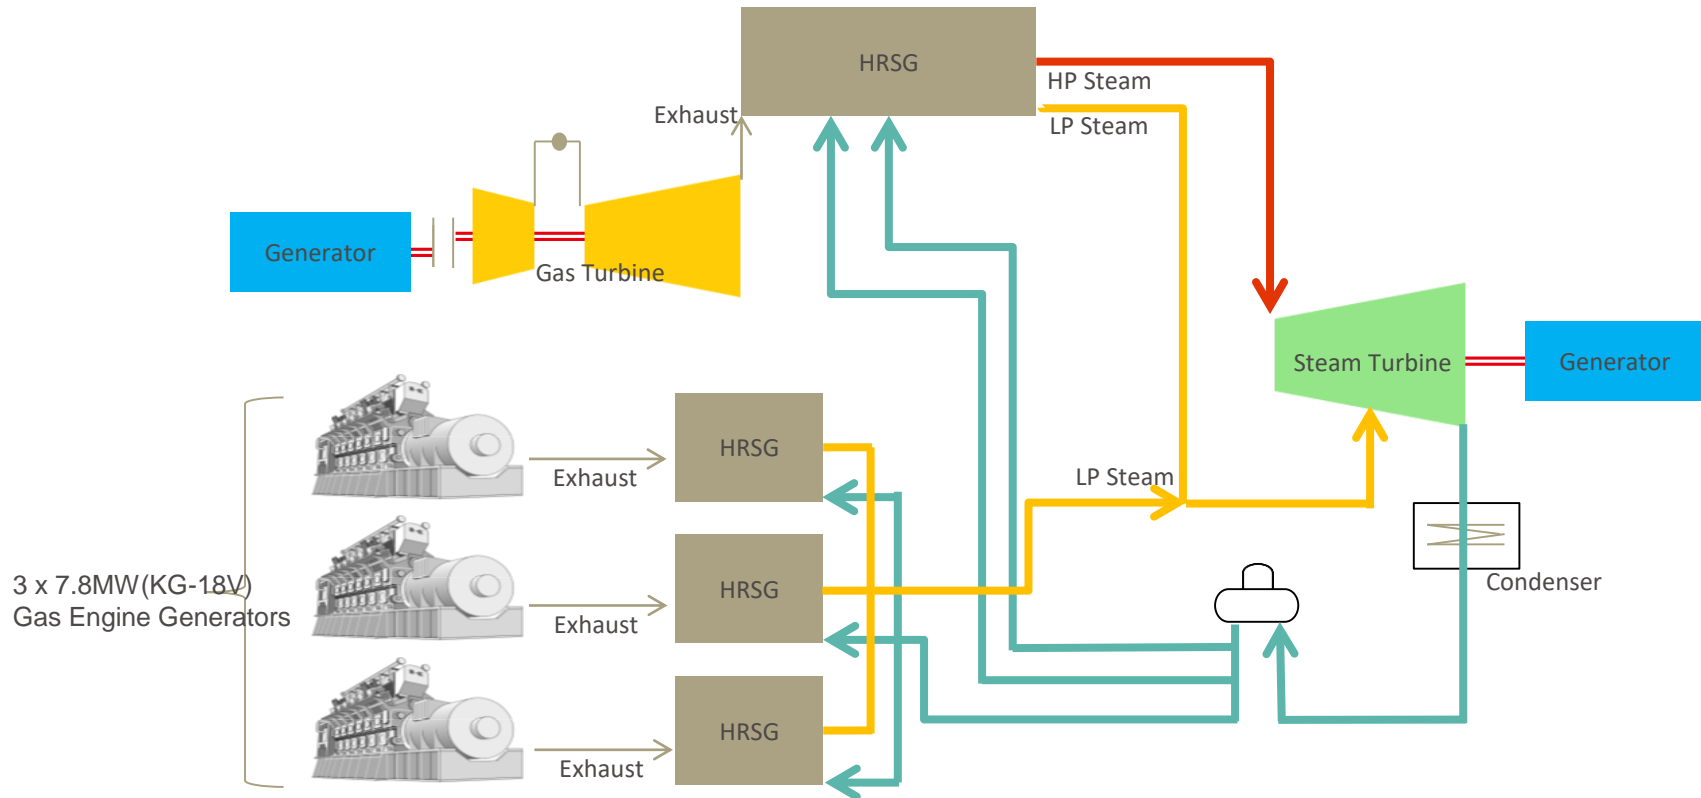 HRSG
HP Steam
Exhaust
LP Steam
Generator
Gas Turbine
Steam Turbine
Generator
HRSG
Exhaust
LP Steam
Condenser
3 x 7.8MW(KG-18V)
Gas Engine Generators
HRSG
Exhaust
HRSG
Exhaust